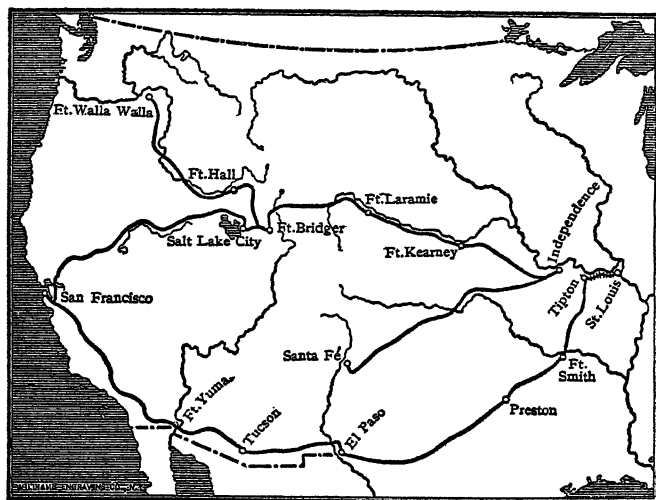 Ft. Walla Walla
Ft. Hall
Ft. Laramie
Independence
Salt Lake City
Ft. Bridger
Ft. Kearney
Tipton
St. Louis
San Francisco
Santa Fé
Ft. Yuma
Ft.
Smith
Tucson
El Paso
Preston